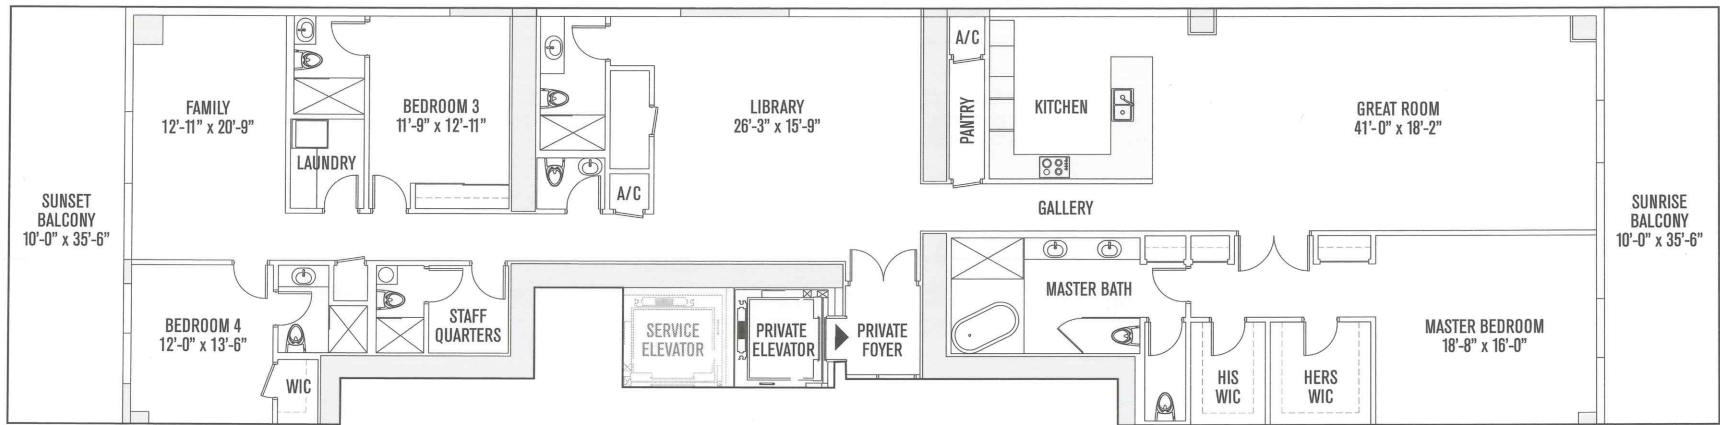 SUNSET
BALCONY
10'-0" x 35'-6"
FAMILY
12'-11" x 20'-9"
LAUNDRY
BEDROOM 3
11'-9" x 12'-11"
A/C
LIBRARY
26'-3" x 15'-9"
A/C
PANTRY
KITCHEN
GREAT ROOM
41'-0" x 18'-2"
GALLERY
SUNRISE
BALCONY
10'-0" x 35'-6"
BEDROOM 4
12'-0" x 13'-6"
WIC
STAFF
QUARTERS
SERVICE
ELEVATOR
PRIVATE
ELEVATOR
PRIVATE
FOYER
MASTER BATH
HIS
WIC
HERS
WIC
MASTER BEDROOM
18'-8" x 16'-0"